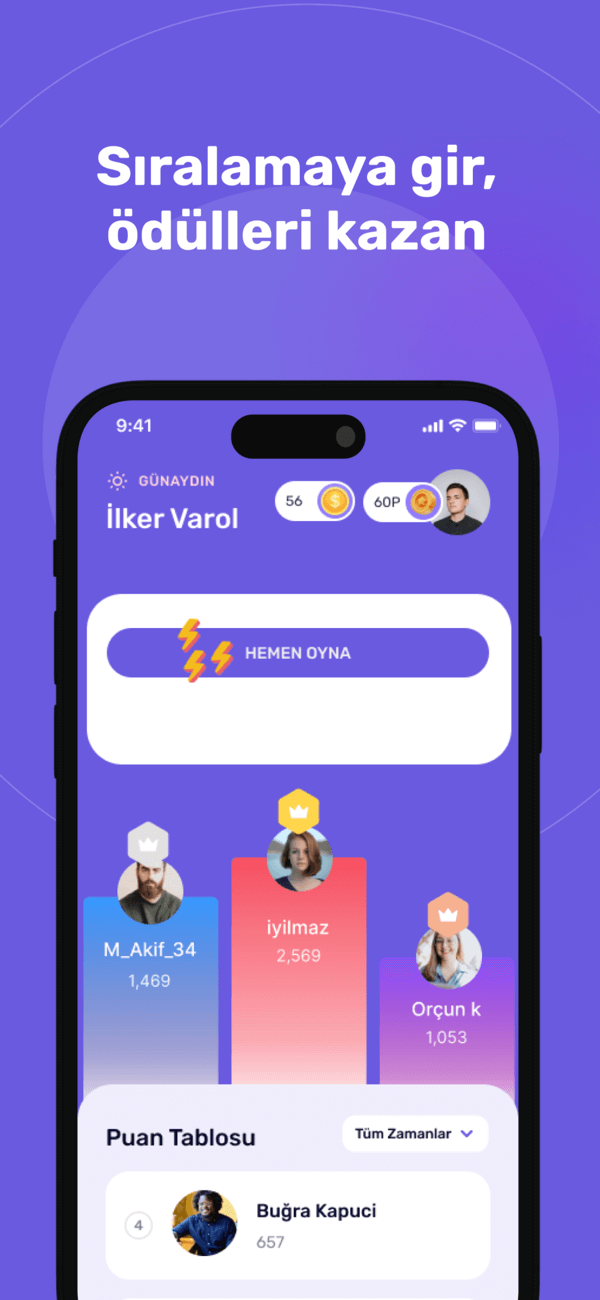 Sıralamaya gir,
ödülleri kazan
9:41
GÜNAYDIN
İlker Varol
56
60P
HEMEN OYNA
iyilmaz
2,569
M_Akif_34
1,469
Orçun k
1,053
Puan Tablosu
Tüm Zamanlar
4
Buğra Kapuci
657